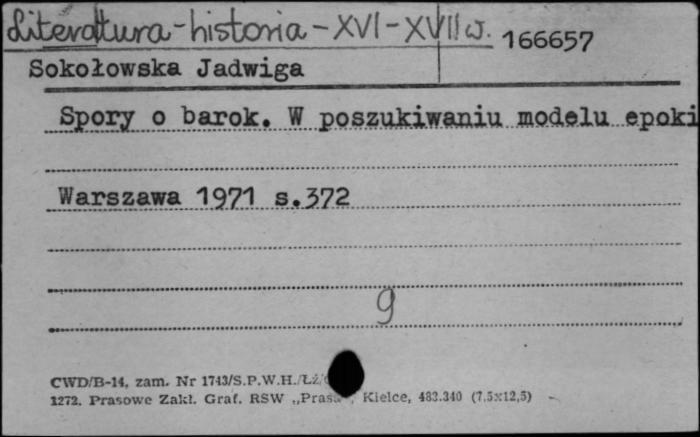 Literatura-historia-XVI-XVIIw. 166657
Sokołowska Jadwiga
Spory o barok. W poszukiwaniu modelu epoki
Warszawa 1971 s.372
9
CWD/B-14, zam. Nr 1743/S.P.W.H./Łź/
1272. Prasowe Zakł. Graf. RSW „Prasa", Kielce, 483.340 (7,5x12,5)